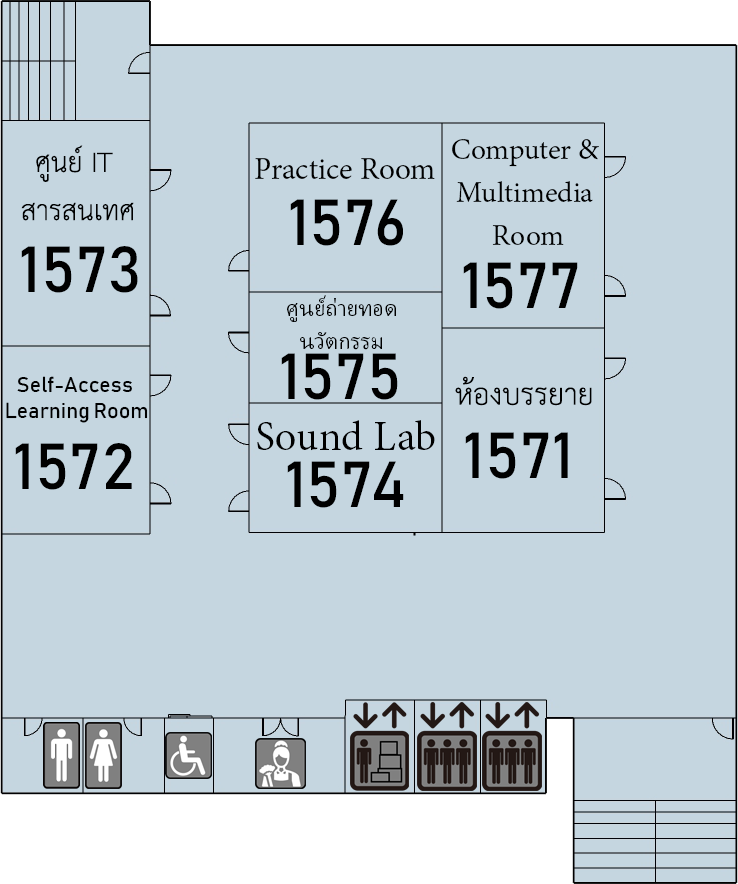 ศูนย์ IT
สารสนเทศ
1573
Self-Access
Learning Room
1572
Practice Room
1576
ศูนย์ถ่ายทอด
นวัตกรรม
1575
Sound Lab
1574
Computer &
Multimedia
Room
1577
ห้องบรรยาย
1571